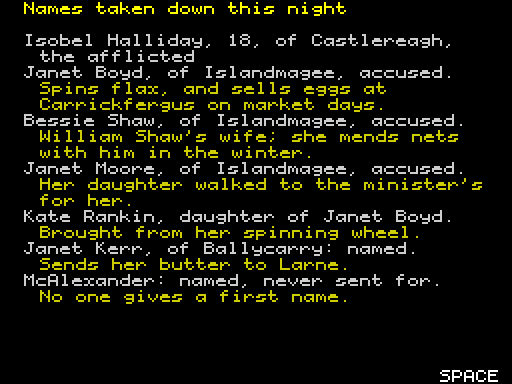 Names taken down this night
Isobel Halliday, 18, of Castlereagh,
the afflicted
Janet Boyd, of Islandmagee, accused.
Spins flax, and sells eggs at
Carrickfergus on market days.
Bessie Shaw, of Islandmagee, accused.
William Shaw's wife; she mends nets
with him in the winter.
Janet Moore, of Islandmagee, accused.
Her daughter walked to the minister's
for her.
Kate Rankin, daughter of Janet Boyd.
Brought from her spinning wheel.
Janet Kerr, of Ballycarry: named.
Sends her butter to Larne.
McAlexander: named, never sent for.
No one gives a first name.
SPACE